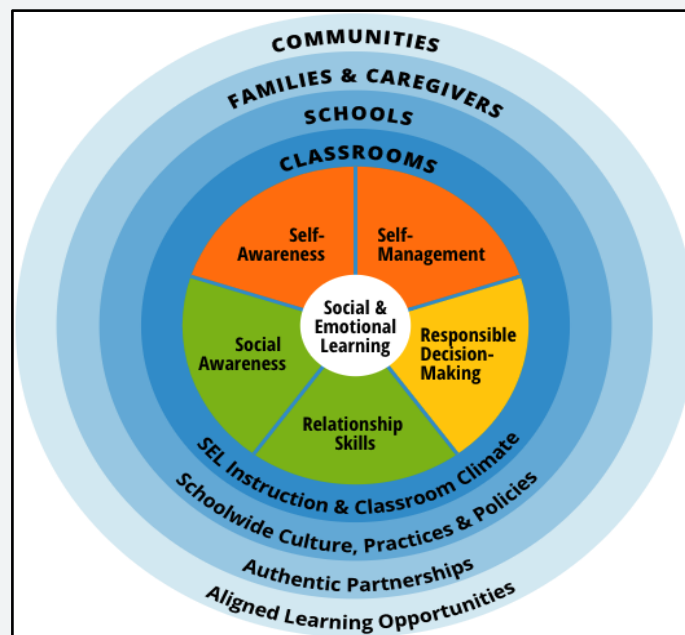 COMMUNITIES
FAMILIES & CAREGIVERS
SCHOOLS
CLASSROOMS
Self-
Awareness
Self-
Management
Social &
Emotional
Learning
Social
Awareness
Responsible
Decision-
Making
Relationship
Skills
SEL Instruction & Classroom Climate
Schoolwide Culture, Practices & Policies
Authentic Partnerships
Aligned Learning Opportunities